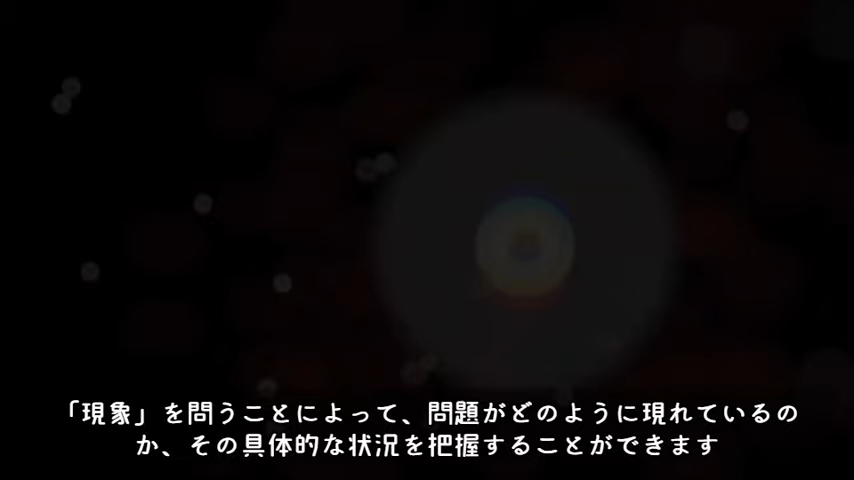 「現象」を問うことによって、問題がどのように現れているの
か、その具体的な状況を把握することができます